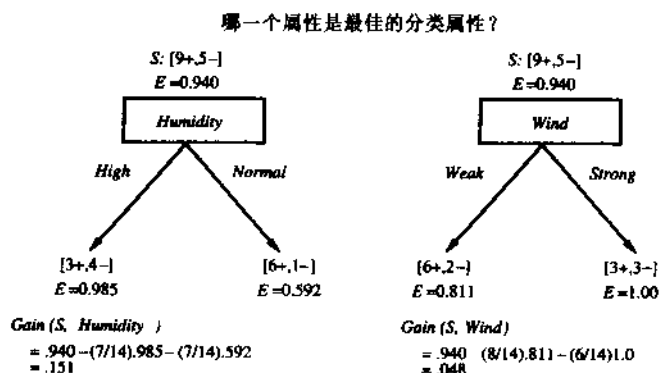 哪一个属性是最佳的分类属性？
S: [9+,5−]
E =0.940
Humidity
High
Normal
[3+,4−]
E=0.985
[6+,1−]
E=0.592
Gain (S, Humidity )
= .940 −(7/14).985 −(7/14).592
= .151
S: [9+,5−]
E =0.940
Wind
Weak
Strong
[6+,2−]
E=0.811
[3+,3−]
E=1.00
Gain (S, Wind)
= .940 (8/14).811 −(6/14)1.0
= .048